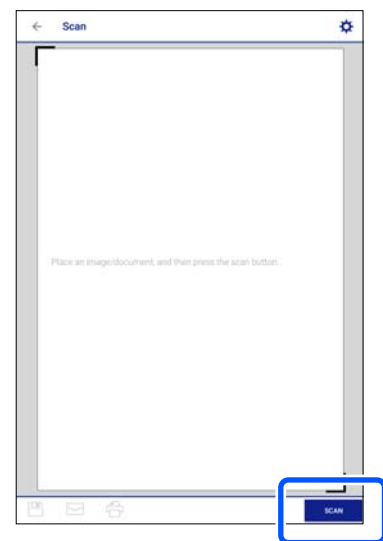 Scan
Place an image/document, and then press the scan button.
SCAN